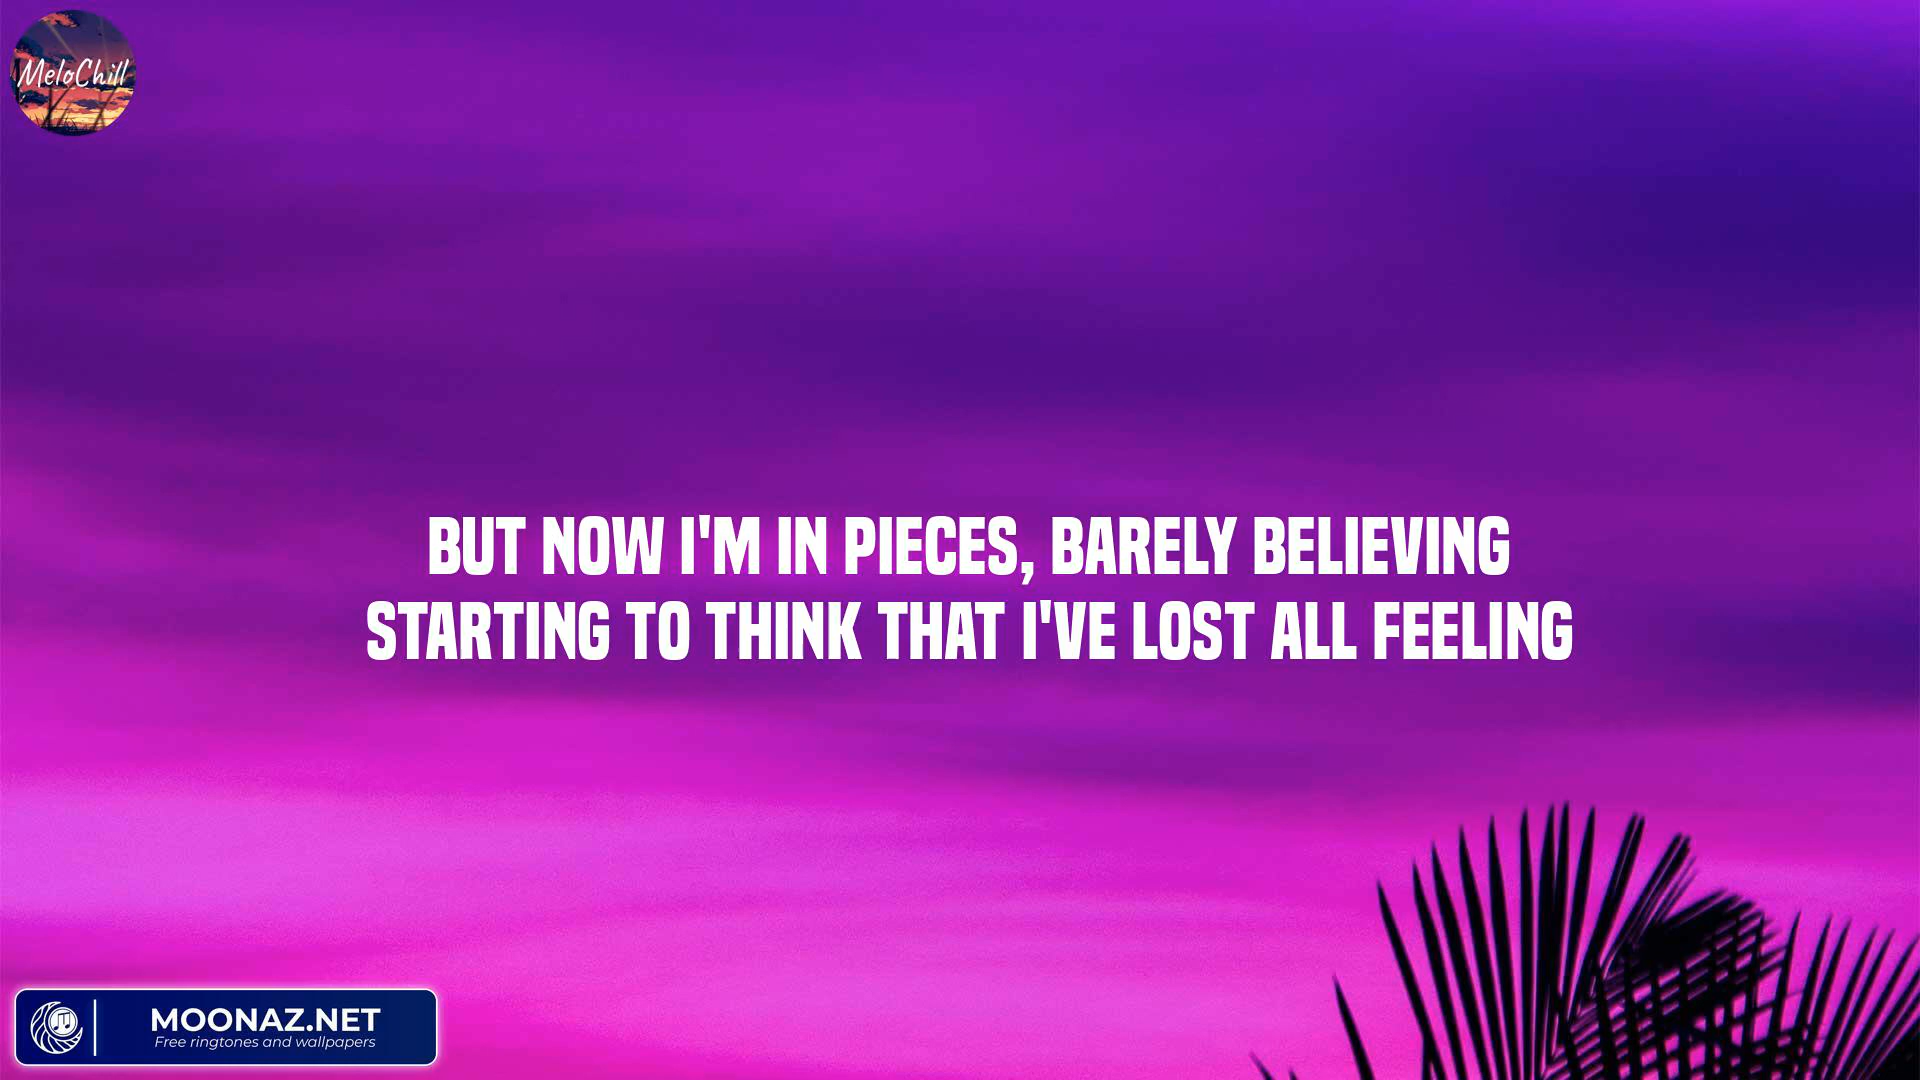 MeloChill
BUT NOW I'M IN PIECES, BARELY BELIEVING
STARTING TO THINK THAT I'VE LOST ALL FEELING
MOONAZ.NET
Free ringtones and wallpapers